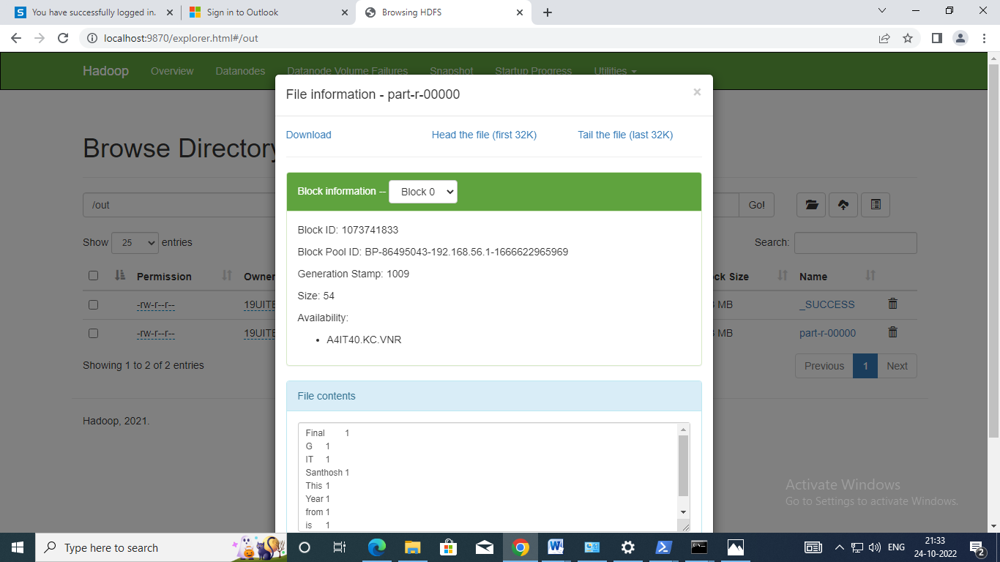 You have successfully logged in.
Sign in to Outlook
Browsing HDFS
localhost:9870/explorer.html#/out
Hadoop Overview Datanodes Datanode Volume Failures Snapshot Startup Progress Utilities
File information - part-r-00000
×
Download Head the file (first 32K) Tail the file (last 32K)
Browse Directory
Block information -- Block 0
/out
Go!
Block ID: 1073741833
Show 25 entries
Search:
Block Pool ID: BP-86495043-192.168.56.1-1666622965969
Permission Owner Size Name
Generation Stamp: 1009
Size: 54
-rw-r--r-- 19UITE MB _SUCCESS
Availability:
-rw-r--r-- 19UITE MB part-r-00000
• A4IT40.KC.VNR
Showing 1 to 2 of 2 entries
Previous 1 Next
File contents
Hadoop, 2021.
Final 1
G 1
IT 1
Santhosh 1
This 1
Year 1
from 1
is 1
Activate Windows
Go to Settings to activate Windows.
Type here to search
ENG
21:33
24-10-2022
2